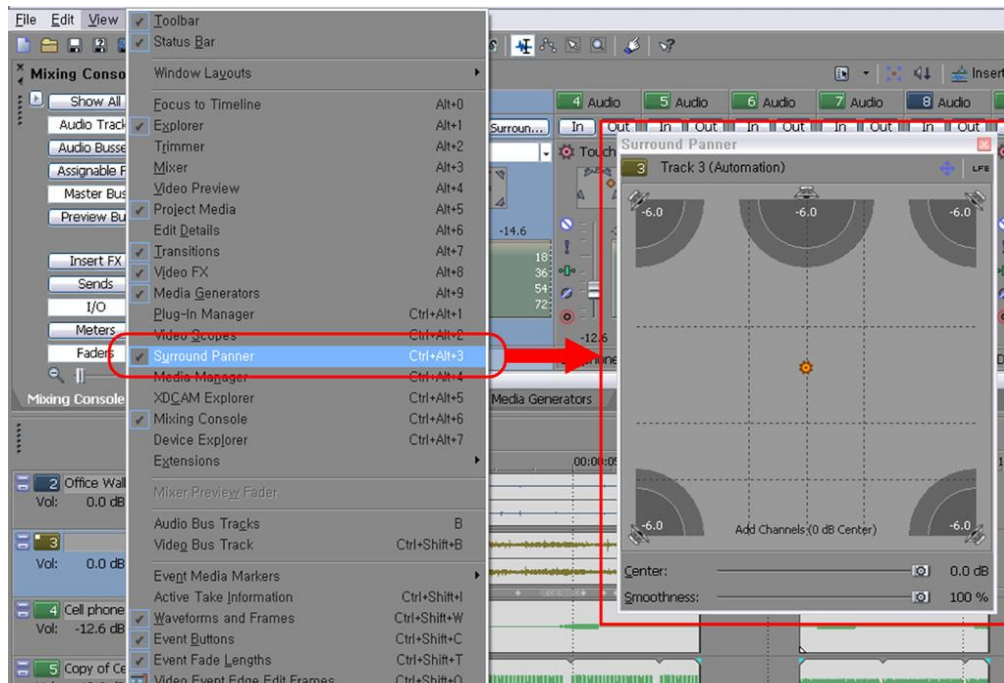 File Edit View
Toolbar
Status Bar
Window Layouts
Focus to Timeline Alt+0
Explorer Alt+1
Trimmer Alt+2
Mixer Alt+3
Video Preview Alt+4
Project Media Alt+5
Edit Details Alt+6
Transitions Alt+7
Video FX Alt+8
Media Generators Alt+9
Plug-In Manager Ctrl+Alt+1
Video Scopes Ctrl+Alt+2
Surround Panner Ctrl+Alt+3
Media Manager Ctrl+Alt+4
XDCAM Explorer Ctrl+Alt+5
Mixing Console Ctrl+Alt+6
Device Explorer Ctrl+Alt+7
Extensions
Mixer Preview Fader
Audio Bus Tracks B
Video Bus Track Ctrl+Shift+B
Event Media Markers
Active Take Information Ctrl+Shift+I
Waveforms and Frames Ctrl+Shift+W
Event Buttons Ctrl+Shift+C
Event Fade Lengths Ctrl+Shift+T
Video Event Edge Edit Frames Ctrl+Shift+O
Mixing Conso
Show All
Audio Track
Audio Busse
Assignable F
Master Bus
Preview Bu
Insert FX
Sends
I/O
Meters
Faders
Mixing Console
Media Generators
Insert
4 Audio 5 Audio 6 Audio 7 Audio 8 Audio
Surroun... In Out In Out In Out In Out In Out
Touch
-14.6
18
36
54
72
-12.6
Surround Panner
3 Track 3 (Automation) LFE
-6.0 -6.0 -6.0
-6.0 Add Channels (0 dB Center) -6.0
Center: 0.0 dB
Smoothness: 100 %
2 Office Wal
Vol: 0.0 dB
3
Vol: 0.0 dB
4 Cell phone
Vol: -12.6 dB
5 Copy of Ce